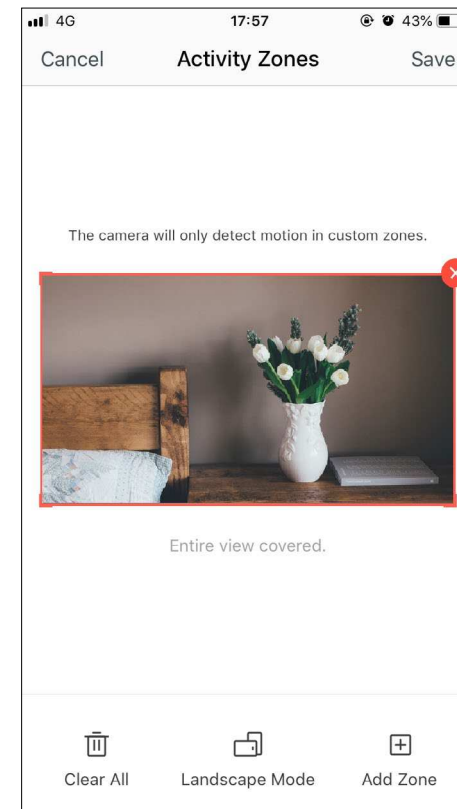 4G 17:57 43%
Cancel Activity Zones Save
The camera will only detect motion in custom zones.
Entire view covered.
Clear All Landscape Mode Add Zone